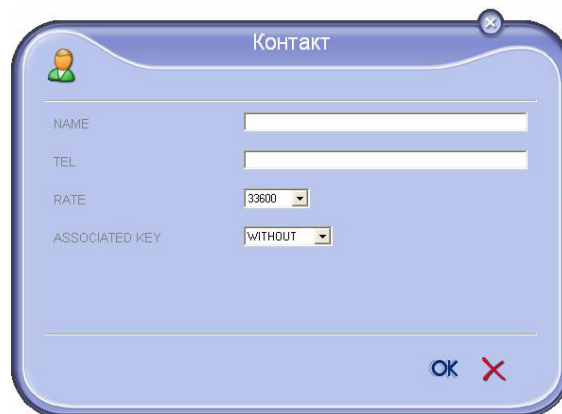 Контакт
NAME
TEL
RATE 33600
ASSOCIATED KEY WITHOUT
OK